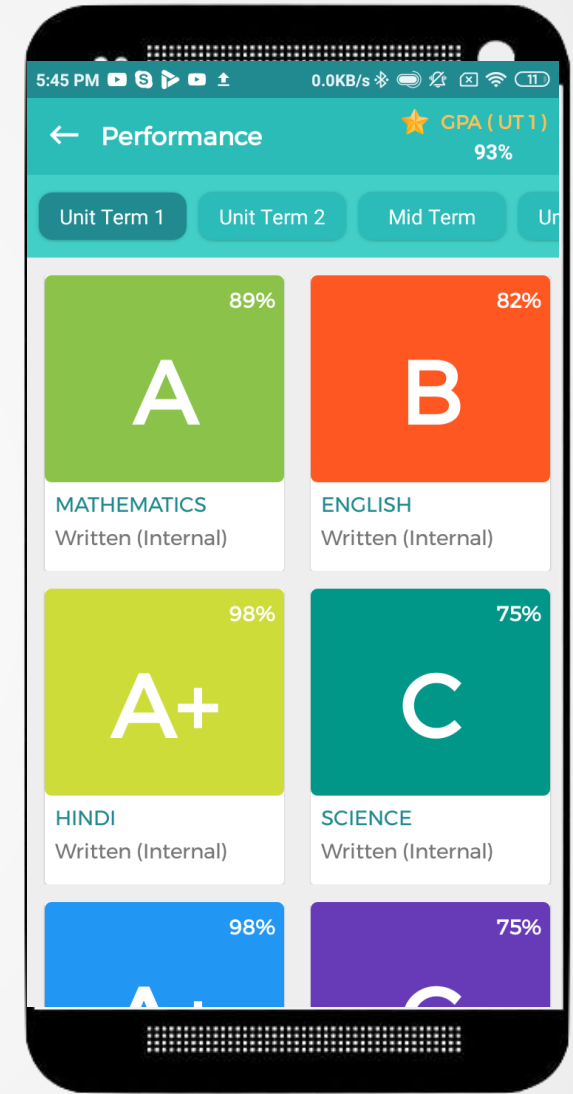 5:45 PM 0.0KB/s 11
Performance
GPA ( UT 1 )
93%
Unit Term 1 Unit Term 2 Mid Term Un
89%
A
MATHEMATICS
Written (Internal)
82%
B
ENGLISH
Written (Internal)
98%
A+
HINDI
Written (Internal)
75%
C
SCIENCE
Written (Internal)
98%
A+
75%
C